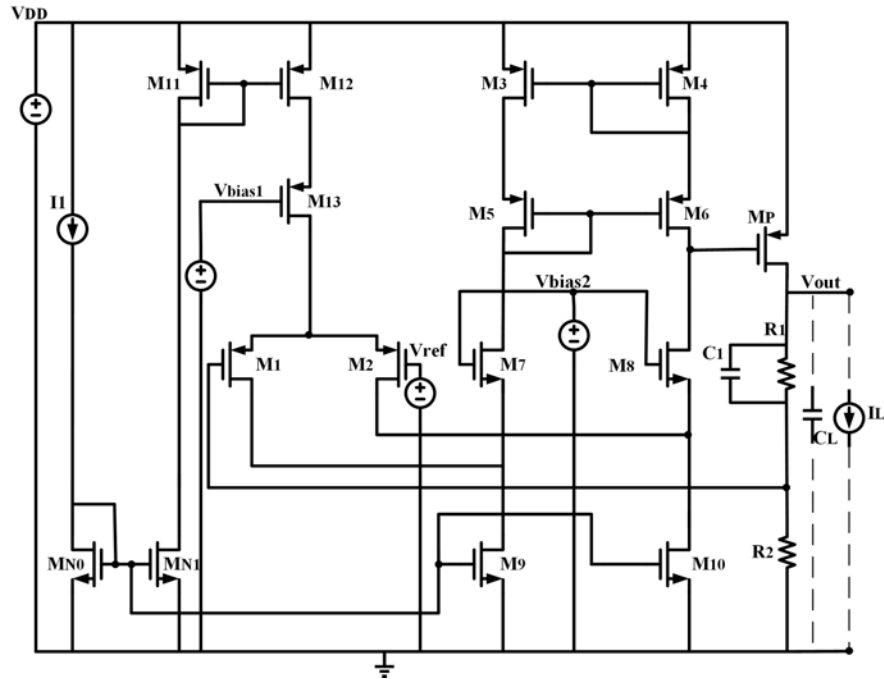 VDD
M11
M12
M3
M4
I1
Vbias1
M13
M5
M6
MP
Vbias2
Vout
M1
M2
Vref
M7
M8
C1
R1
CL
IL
MN0
MN1
M9
M10
R2